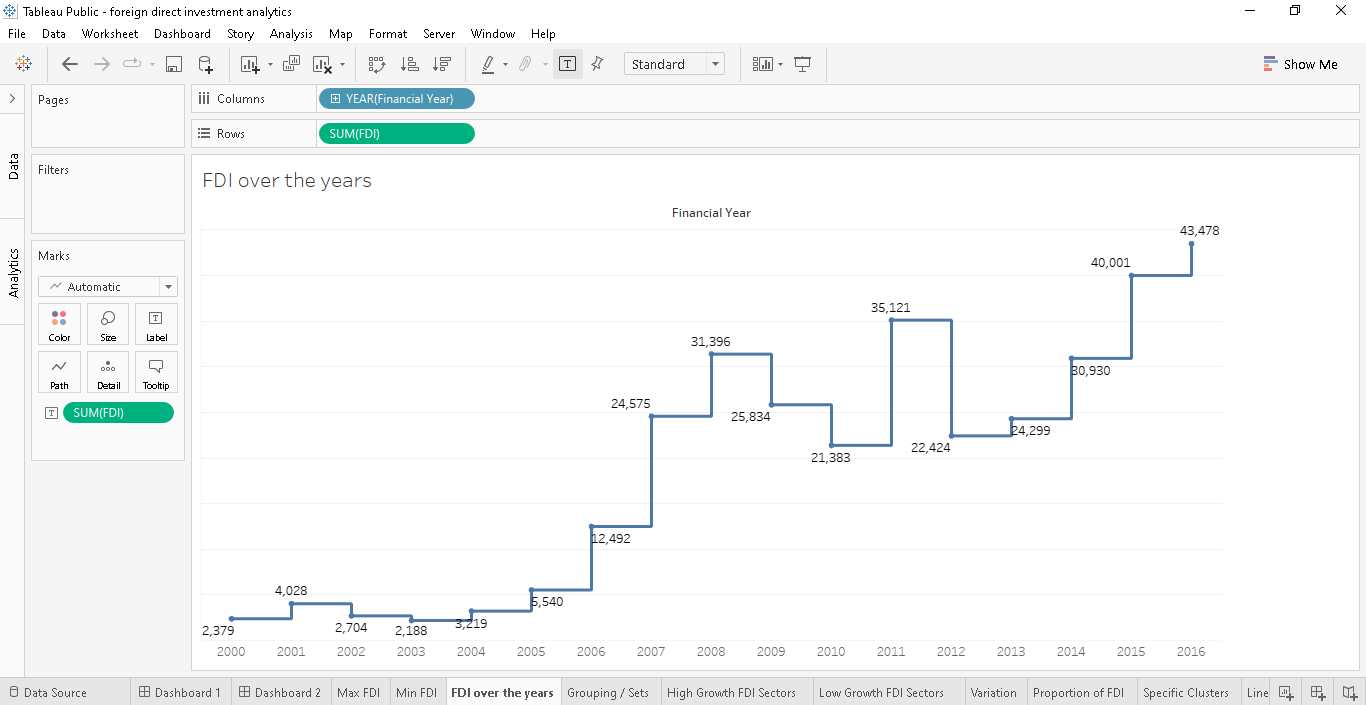 Tableau Public - foreign direct investment analytics
File Data Worksheet Dashboard Story Analysis Map Format Server Window Help
Standard
Show Me
Pages
Columns
YEAR(Financial Year)
Rows
SUM(FDI)
Data
Analytics
Filters
Marks
Automatic
Color Size Label
Path Detail Tooltip
SUM(FDI)
FDI over the years
Financial Year
43,478
40,001
35,121
31,396
30,930
24,575
25,834
24,299
22,424
21,383
12,492
5,540
4,028
3,219
2,704
2,188
2,379
2000 2001 2002 2003 2004 2005 2006 2007 2008 2009 2010 2011 2012 2013 2014 2015 2016
Data Source Dashboard 1 Dashboard 2 Max FDI Min FDI FDI over the years Grouping / Sets High Growth FDI Sectors Low Growth FDI Sectors Variation Proportion of FDI Specific Clusters Line